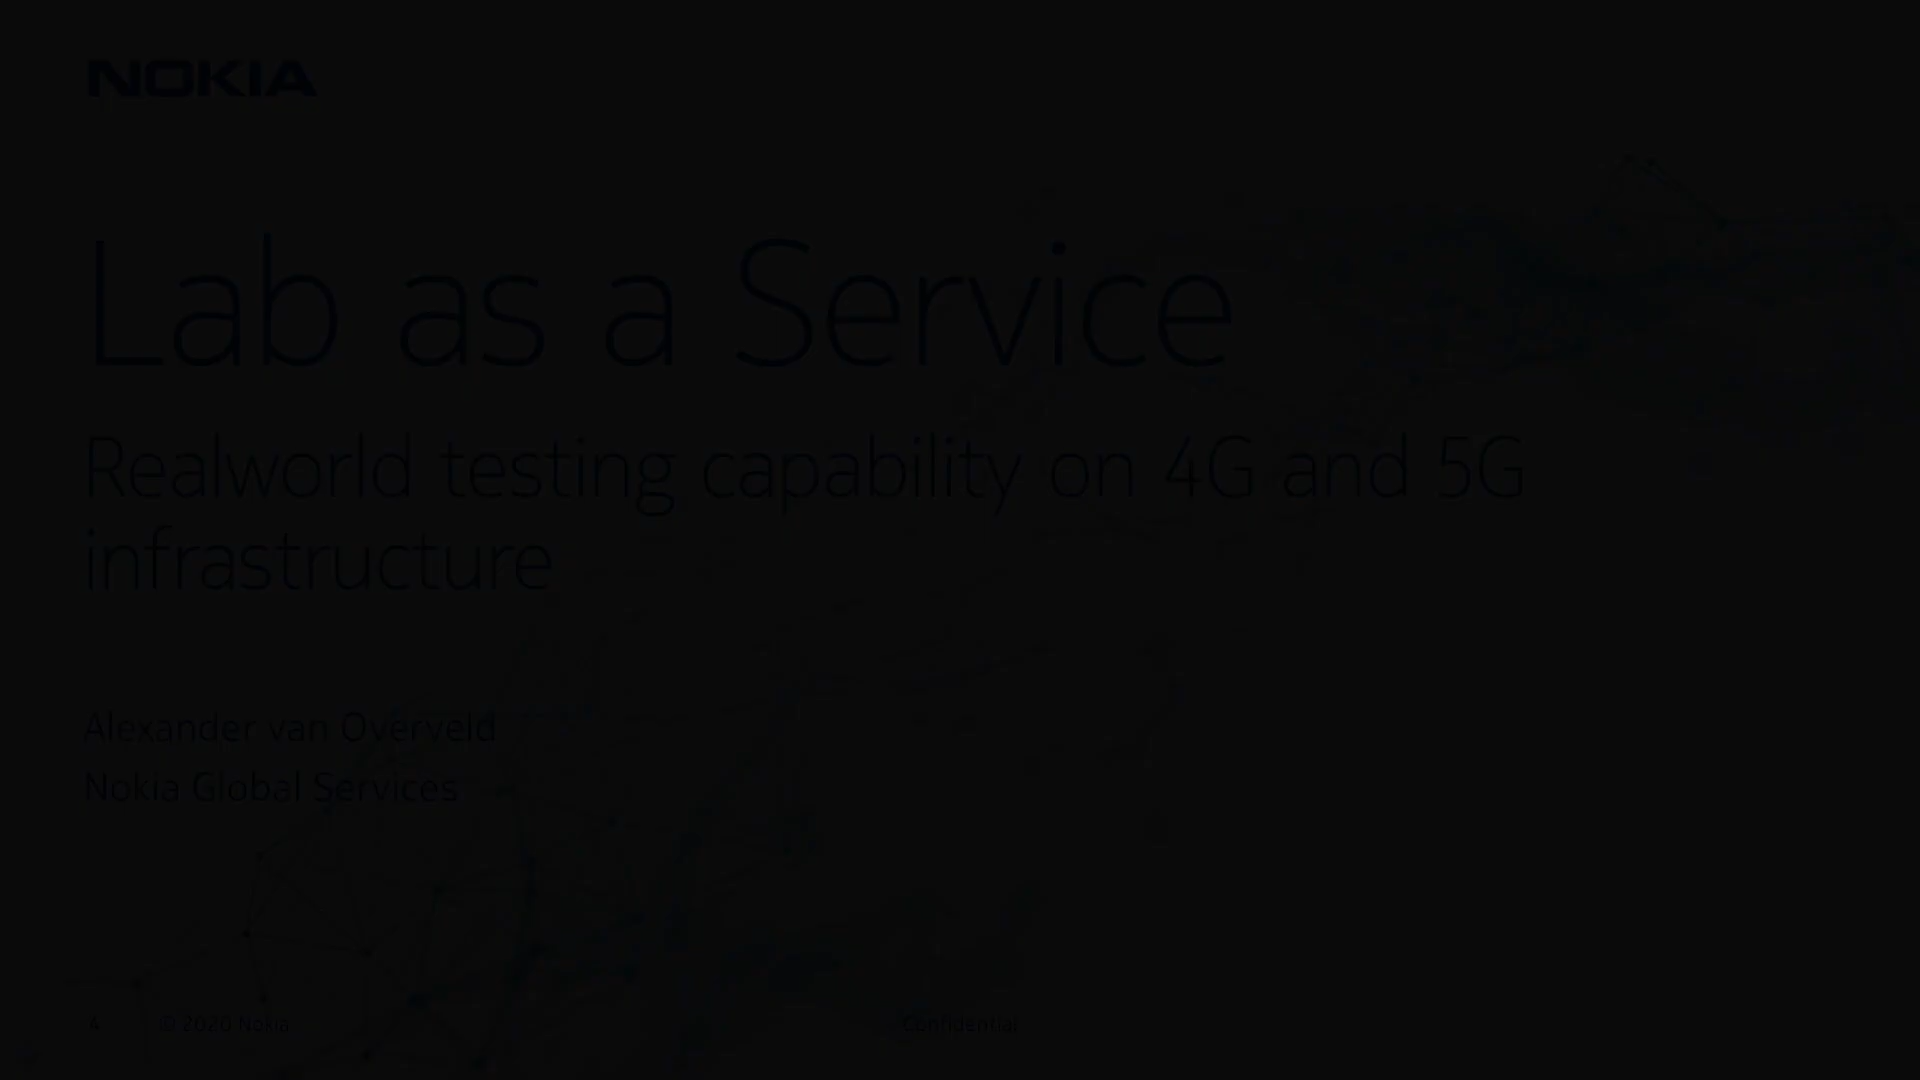 NOKIA
Lab as a Service
Realworld testing capability on 4G and 5G
infrastructure
Alexander van Overveld
Nokia Global Services
4 © 2020 Nokia Confidential